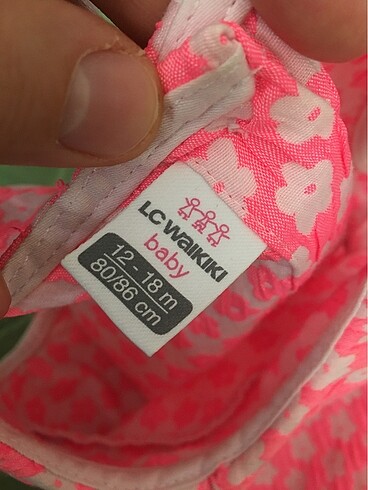 LC WAIKIKI
baby
12 - 18 m
80/86 cm